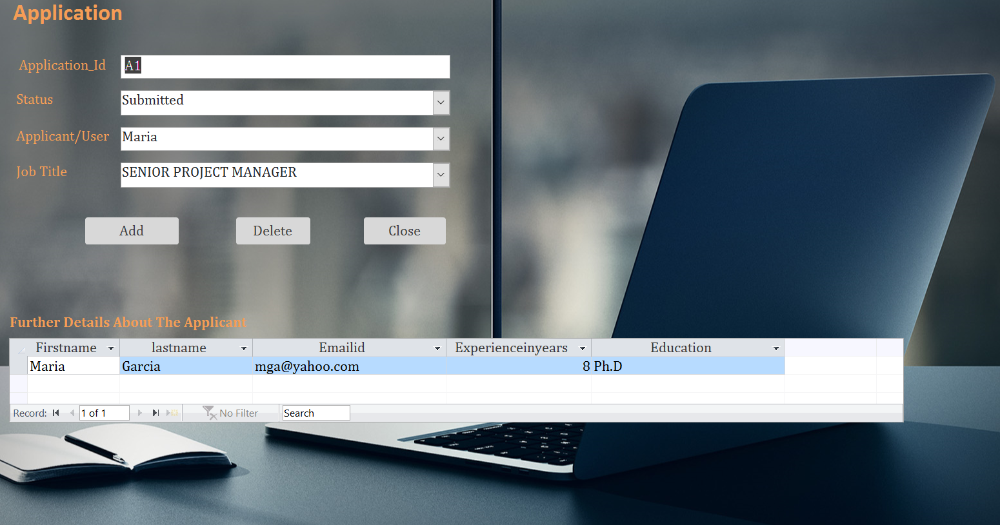 Application
Application_Id A1
Status Submitted
Applicant/User Maria
Job Title SENIOR PROJECT MANAGER
Add Delete Close
Further Details About The Applicant
Firstname lastname Emailid Experienceinyears Education
Maria Garcia mga@yahoo.com 8 Ph.D
Record: 1 of 1 No Filter Search